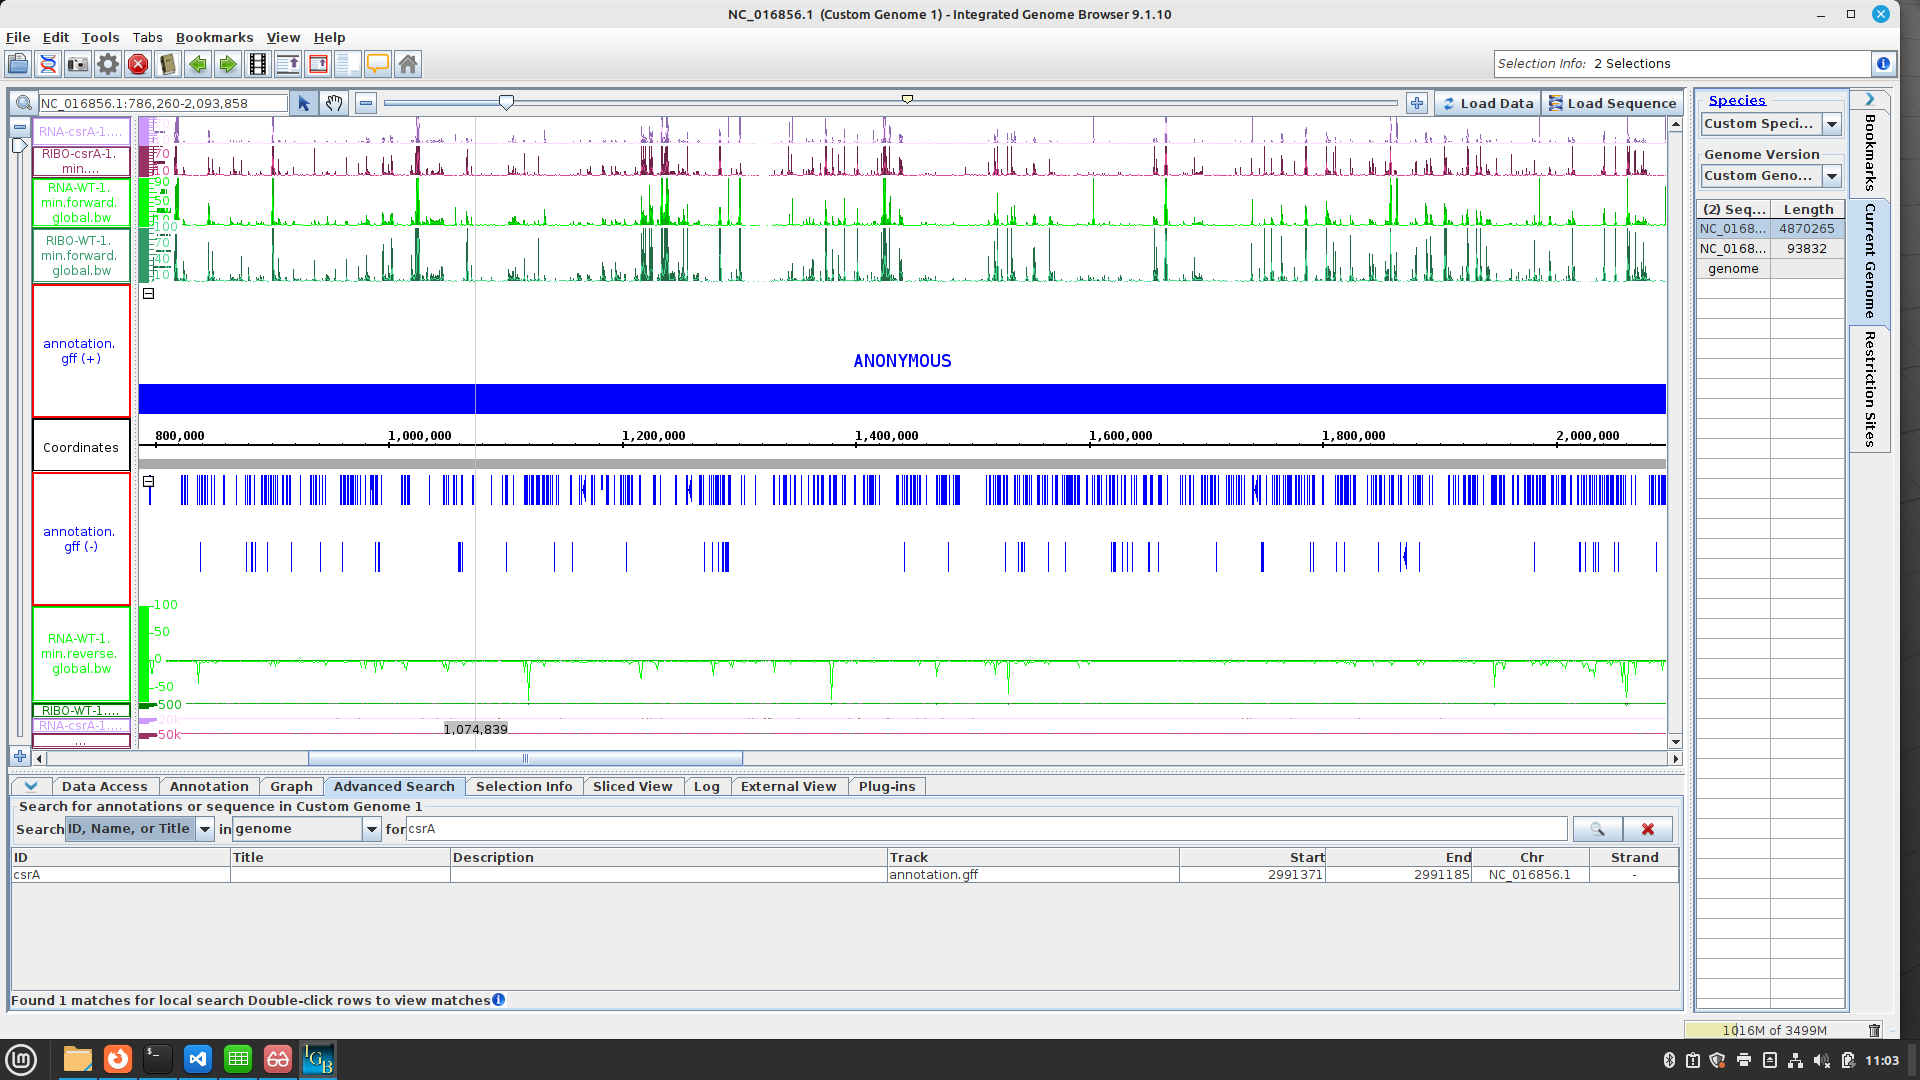 NC_016856.1  (Custom Genome 1) - Integrated Genome Browser 9.1.10
File Edit Tools Tabs Bookmarks View Help
Selection Info: 2 Selections
NC_016856.1:786,260-2,093,858
Load Data
Load Sequence
RNA-csrA-1....
RIBO-csrA-1.
min....
70
10
RNA-WT-1.
min.forward.
global.bw
90
50
RIBO-WT-1.
min.forward.
global.bw
100
70
40
10
annotation.
gff (+)
ANONYMOUS
Coordinates
800,000 1,000,000 1,200,000 1,400,000 1,600,000 1,800,000 2,000,000
annotation.
gff (-)
RNA-WT-1.
min.reverse.
global.bw
100
50
0
-50
RIBO-WT-1....
-500
RNA-csrA-1....
...
-50k
1,074,839
Species
Custom Speci...
Genome Version
Custom Geno...
(2) Seq... Length
NC_0168... 4870265
NC_0168... 93832
genome
Bookmarks
Current Genome
Restriction Sites
Data Access Annotation Graph Advanced Search Selection Info Sliced View Log External View Plug-ins
Search for annotations or sequence in Custom Genome 1
Search ID, Name, or Title in genome for csrA
ID Title Description Track Start End Chr Strand
csrA annotation.gff 2991371 2991185 NC_016856.1 -
Found 1 matches for local search Double-click rows to view matches
1016M of 3499M
IGB
11:03